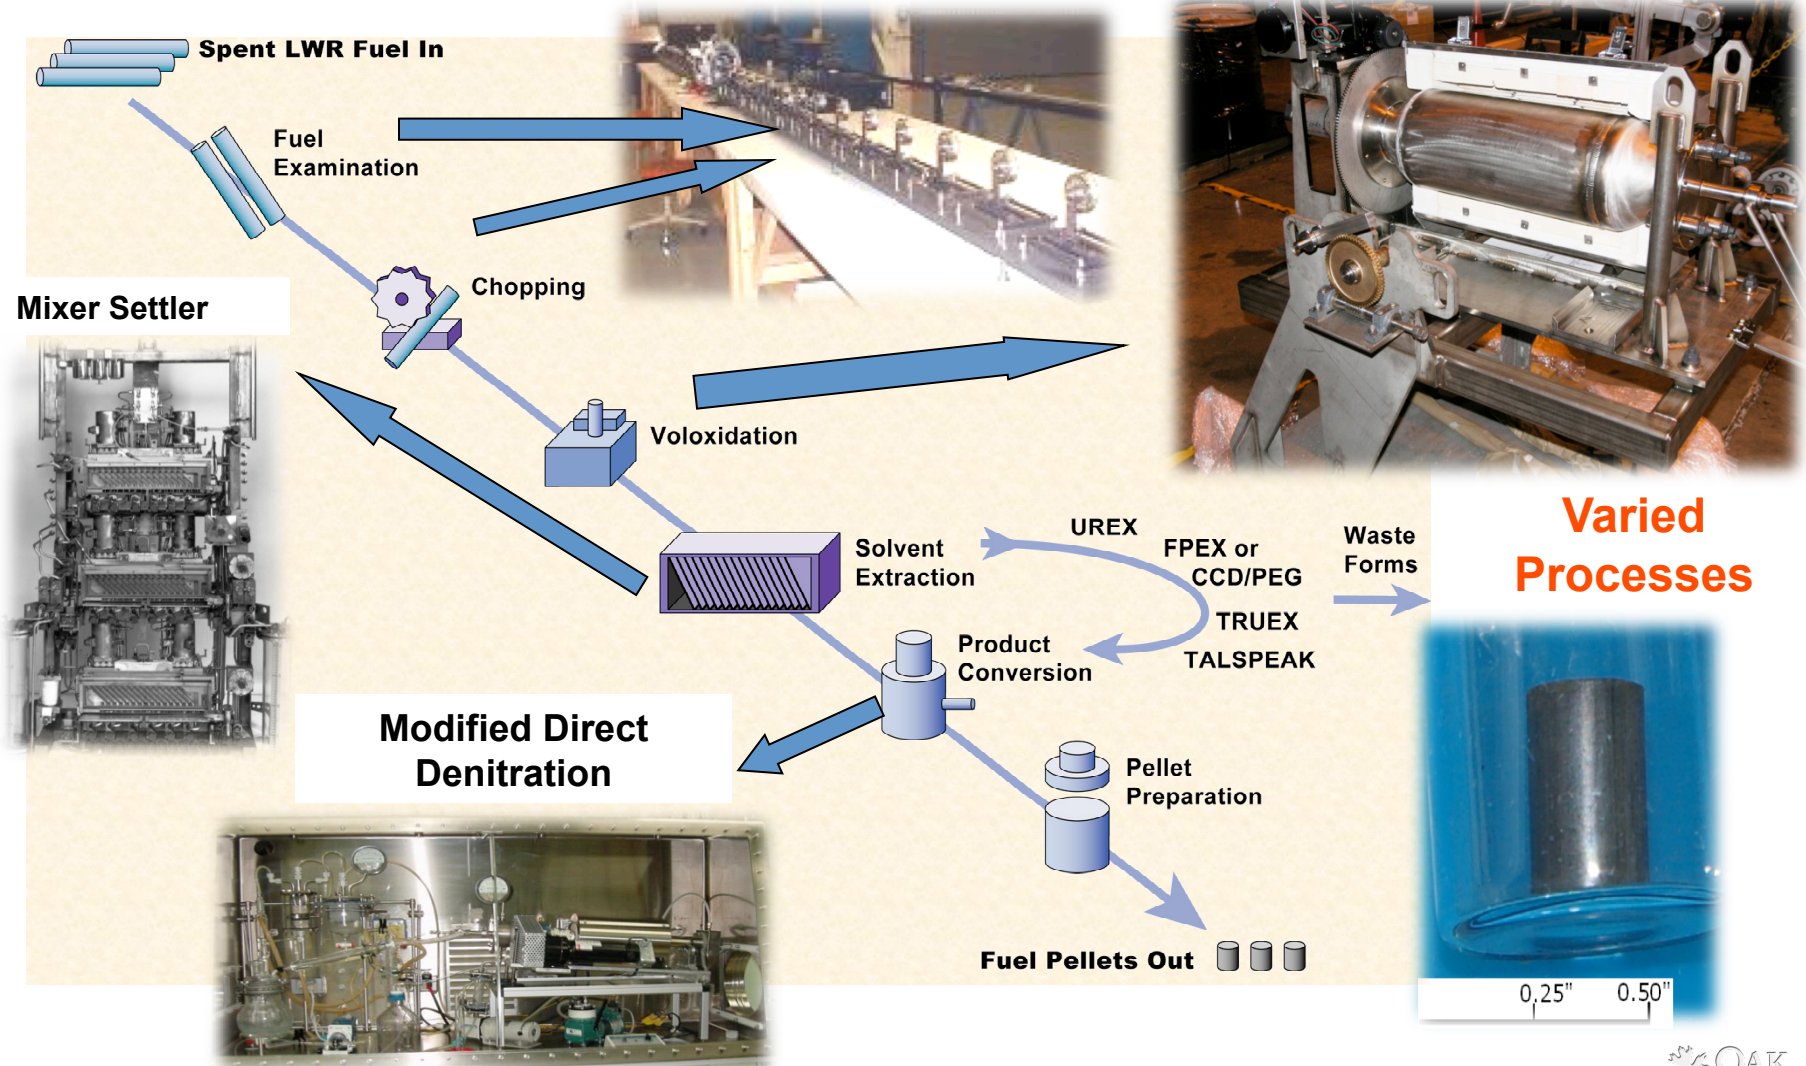 Spent LWR Fuel In
Fuel
Examination
Chopping
Mixer Settler
Voloxidation
Solvent
Extraction
UREX
FPEX or
CCD/PEG
TRUEX
TALSPEAK
Waste
Forms
Varied
Processes
Product
Conversion
Modified Direct
Denitration
Pellet
Preparation
Fuel Pellets Out
0.25"
0.50"
OAK